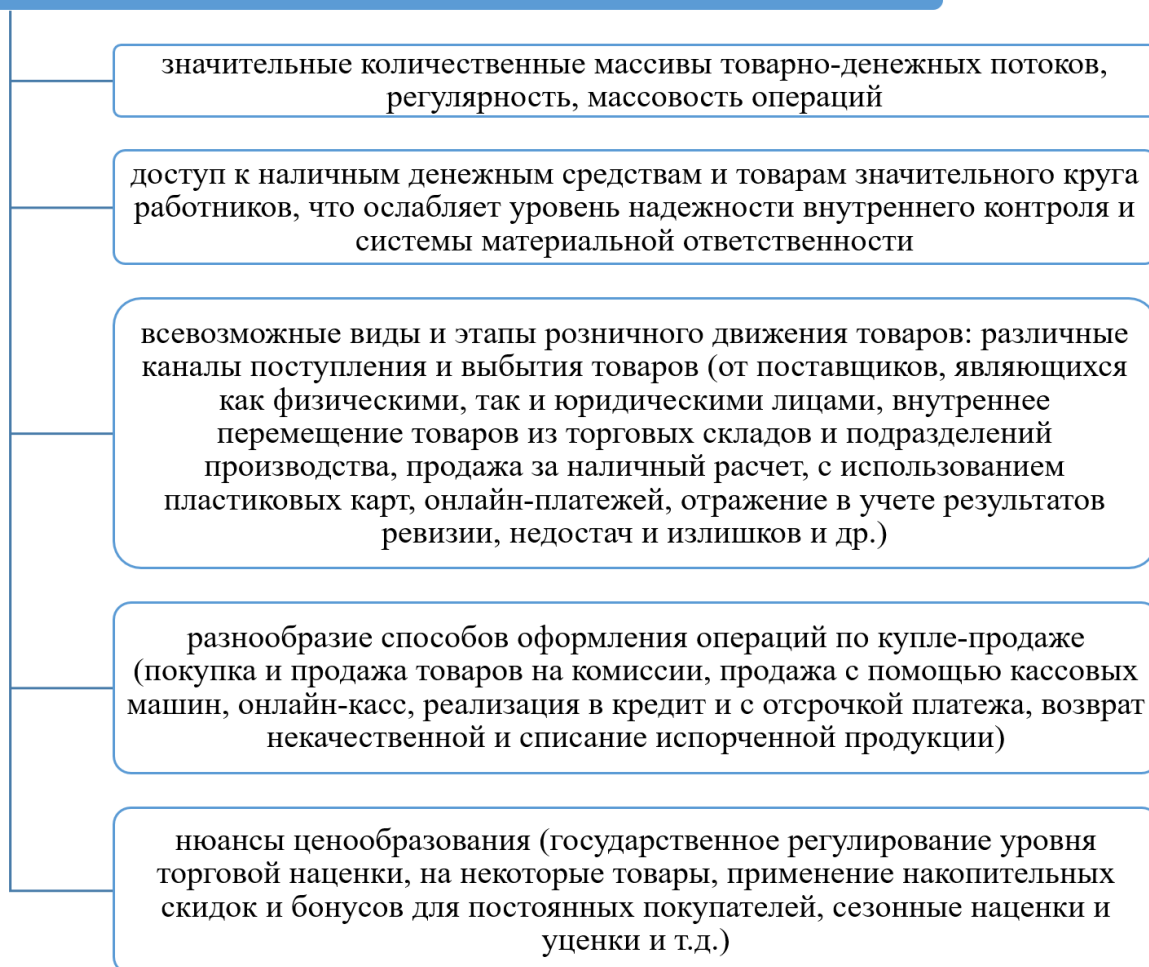 значительные количественные массивы товарно-денежных потоков,
регулярность, массовость операций
доступ к наличным денежным средствам и товарам значительного круга
работников, что ослабляет уровень надежности внутреннего контроля и
системы материальной ответственности
всевозможные виды и этапы розничного движения товаров: различные
каналы поступления и выбытия товаров (от поставщиков, являющихся
как физическими, так и юридическими лицами, внутреннее
перемещение товаров из торговых складов и подразделений
производства, продажа за наличный расчет, с использованием
пластиковых карт, онлайн-платежей, отражение в учете результатов
ревизии, недостач и излишков и др.)
разнообразие способов оформления операций по купле-продаже
(покупка и продажа товаров на комиссии, продажа с помощью кассовых
машин, онлайн-касс, реализация в кредит и с отсрочкой платежа, возврат
некачественной и списание испорченной продукции)
нюансы ценообразования (государственное регулирование уровня
торговой наценки, на некоторые товары, применение накопительных
скидок и бонусов для постоянных покупателей, сезонные наценки и
уценки и т.д.)